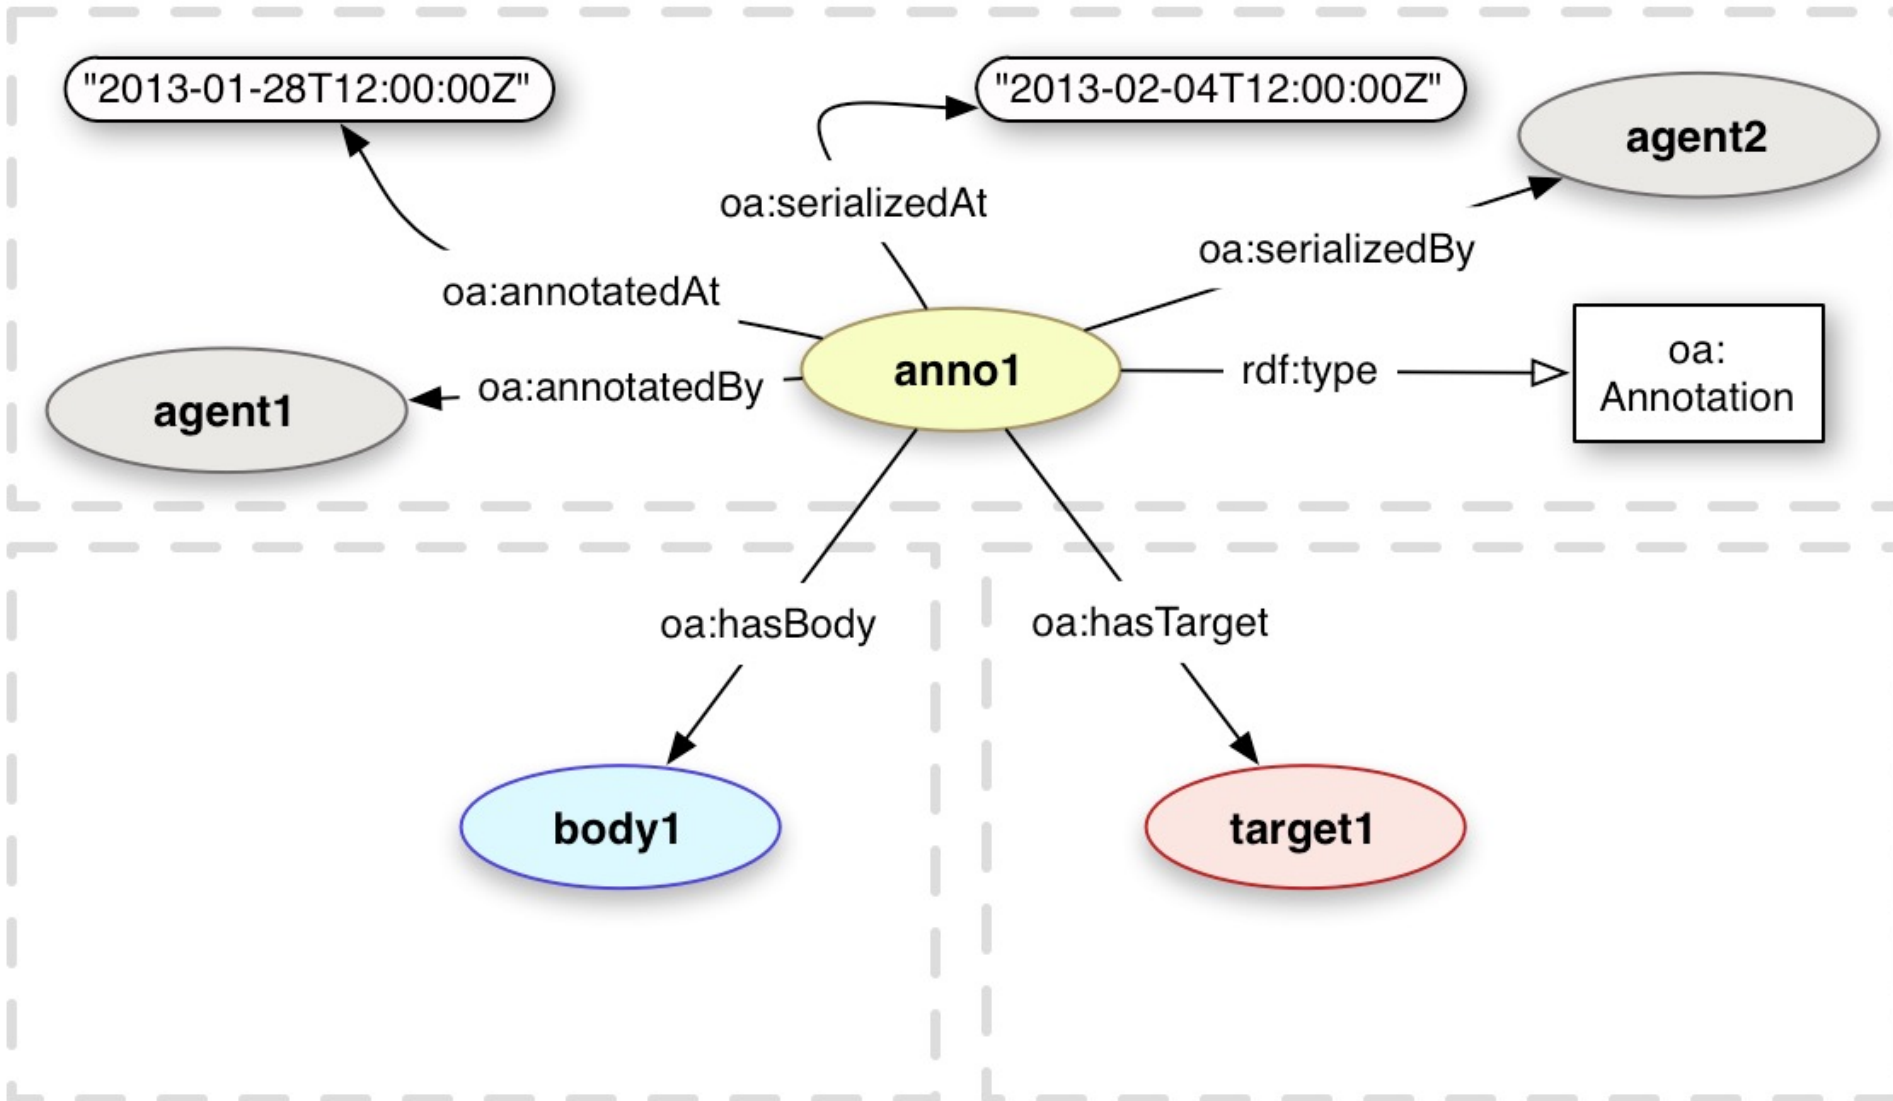 "2013-01-28T12:00:00Z"
"2013-02-04T12:00:00Z"
agent2
oa:serializedAt
oa:serializedBy
oa:annotatedAt
anno1
rdf:type
oa:
Annotation
oa:annotatedBy
agent1
oa:hasBody
oa:hasTarget
body1
target1